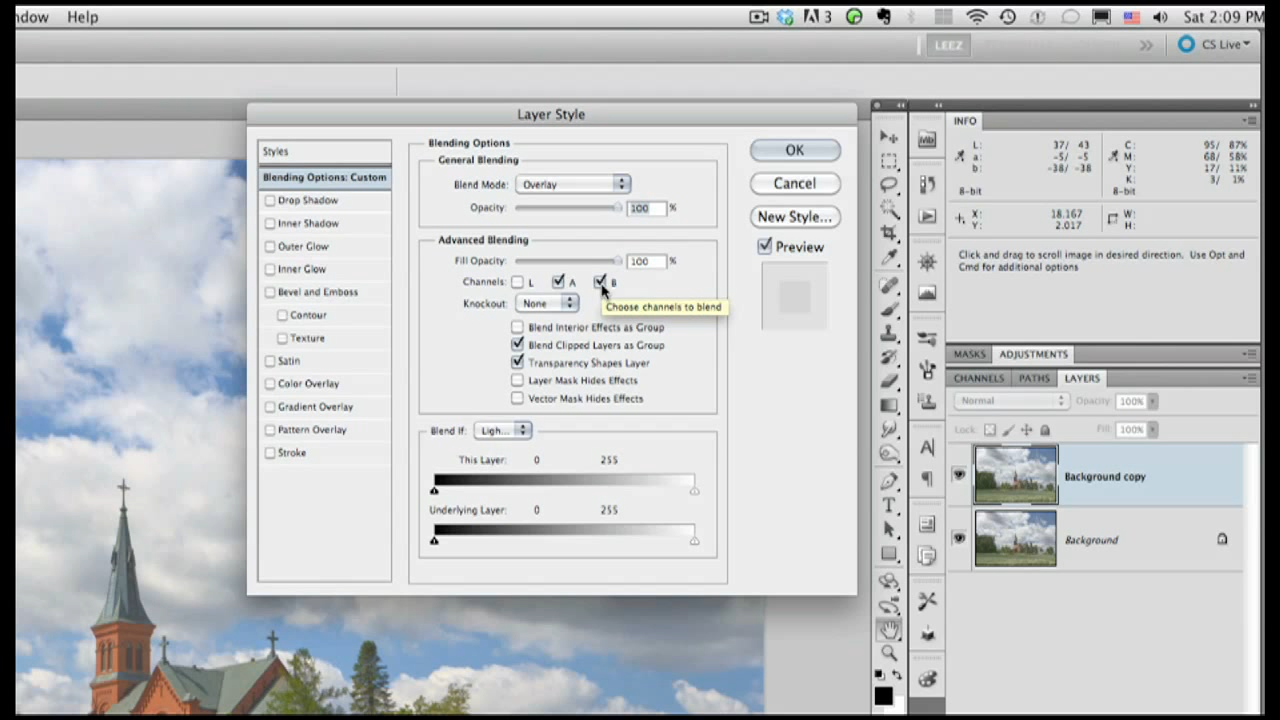 ndow Help
3
Sat 2:09 PM
LEEZ
CS Live
Layer Style
Styles
Blending Options: Custom
Drop Shadow
Inner Shadow
Outer Glow
Inner Glow
Bevel and Emboss
Contour
Texture
Satin
Color Overlay
Gradient Overlay
Pattern Overlay
Stroke
Blending Options
General Blending
Blend Mode: Overlay
Opacity: 100 %
Advanced Blending
Fill Opacity: 100 %
Channels: L A B
Knockout: None
Choose channels to blend
Blend Interior Effects as Group
Blend Clipped Layers as Group
Transparency Shapes Layer
Layer Mask Hides Effects
Vector Mask Hides Effects
Blend If: Ligh...
This Layer: 0 255
Underlying Layer: 0 255
OK
Cancel
New Style...
Preview
INFO
L: 37/ 43 C: 95/ 87%
a: -5/ -5 M: 68/ 58%
b: -38/ -38 Y: 17/ 11%
K: 3/ 1%
8-bit 8-bit
X: 18.167 W:
Y: 2.017 H:
Click and drag to scroll image in desired direction. Use Opt and
Cmd for additional options
MASKS ADJUSTMENTS
CHANNELS PATHS LAYERS
Normal Opacity: 100%
Lock: Fill: 100%
Background copy
Background